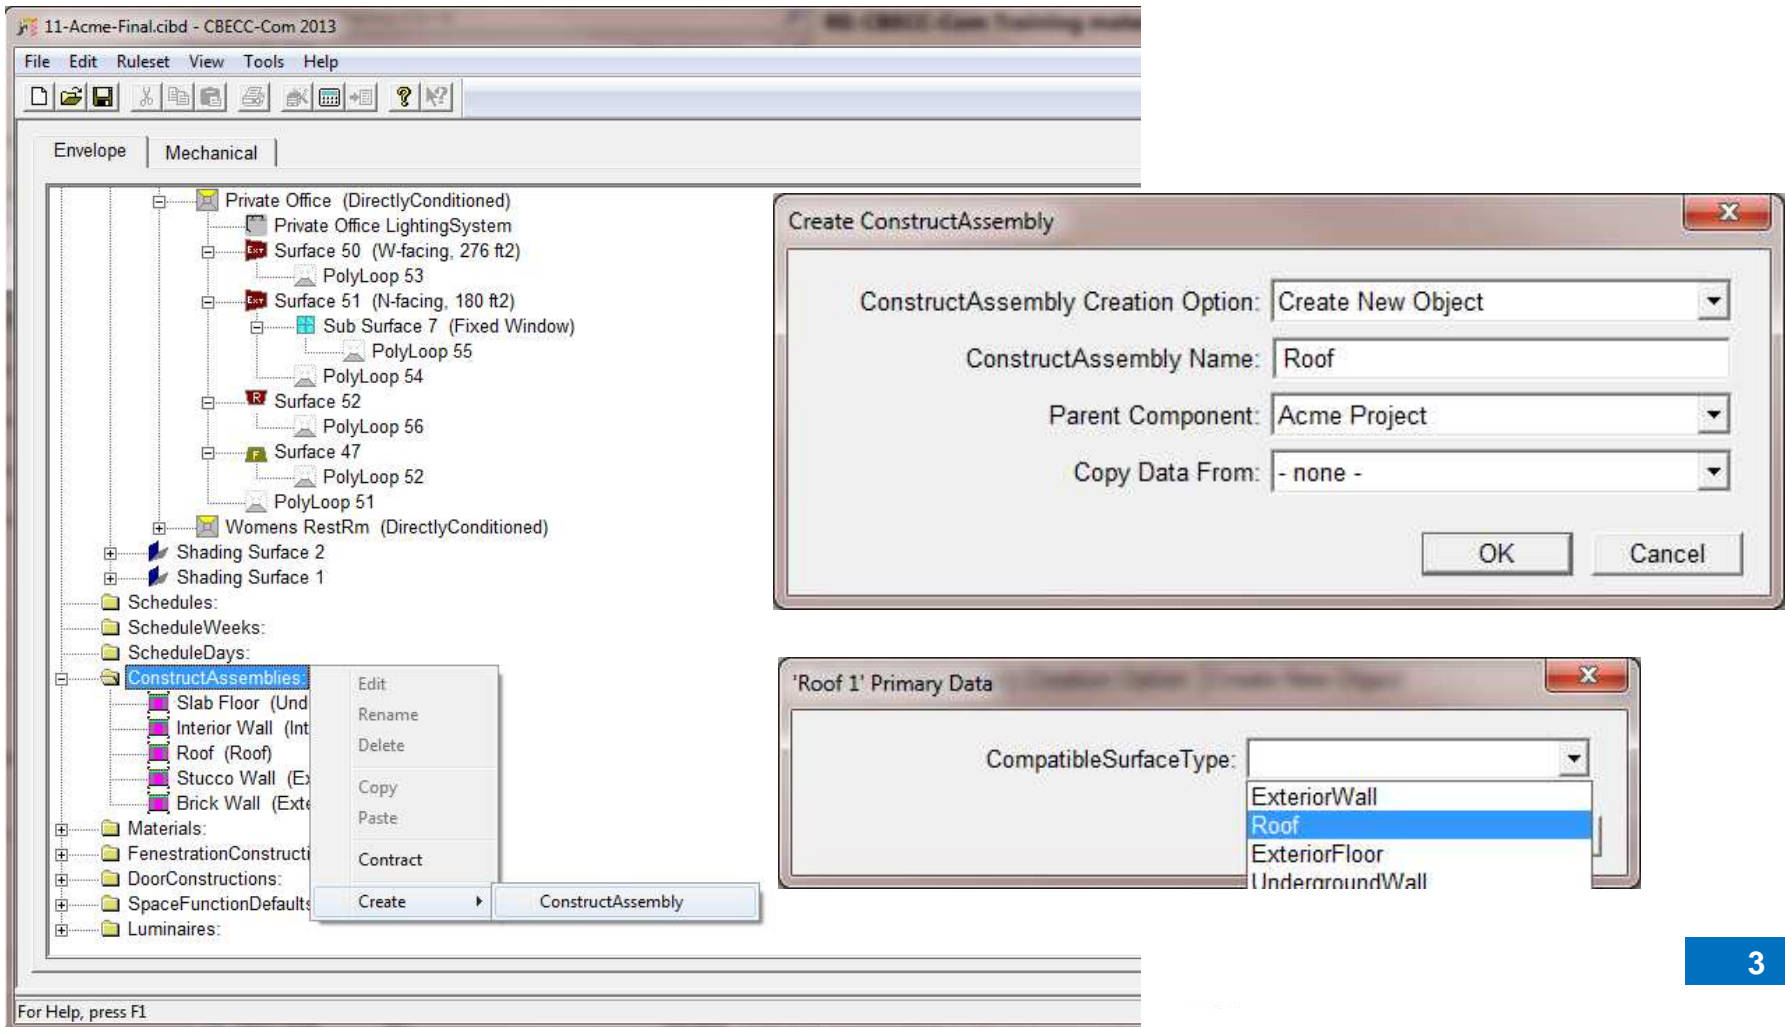 11-Acme-Final.cibd - CBECC-Com 2013
File Edit Ruleset View Tools Help
Envelope
Mechanical
Private Office (DirectlyConditioned)
Private Office LightingSystem
Surface 50 (W-facing, 276 ft2)
PolyLoop 53
Surface 51 (N-facing, 180 ft2)
Sub Surface 7 (Fixed Window)
PolyLoop 55
PolyLoop 54
Surface 52
PolyLoop 56
Surface 47
PolyLoop 52
PolyLoop 51
Womens RestRm (DirectlyConditioned)
Shading Surface 2
Shading Surface 1
Schedules:
ScheduleWeeks:
ScheduleDays:
ConstructAssemblies:
Slab Floor (Und
Interior Wall (Int
Roof (Roof)
Stucco Wall (Ex
Brick Wall (Exte
Materials:
FenestrationConstructi
DoorConstructions:
SpaceFunctionDefaults
Luminaires:
Edit
Rename
Delete
Copy
Paste
Contract
Create
ConstructAssembly
For Help, press F1
Create ConstructAssembly
ConstructAssembly Creation Option: Create New Object
ConstructAssembly Name: Roof
Parent Component: Acme Project
Copy Data From: - none -
OK Cancel
'Roof 1' Primary Data
CompatibleSurfaceType:
ExteriorWall
Roof
ExteriorFloor
UndergroundWall
3